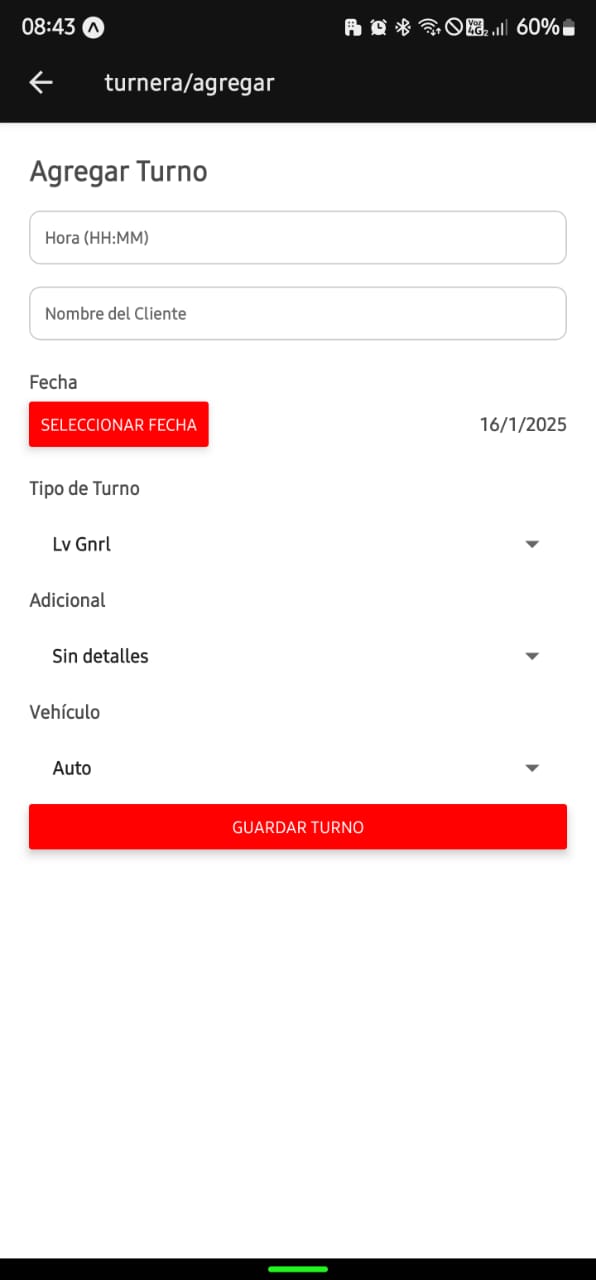 08:43 60%
turnera/agregar
Agregar Turno
Hora (HH:MM)
Nombre del Cliente
Fecha
SELECCIONAR FECHA 16/1/2025
Tipo de Turno
Lv Gnrl
Adicional
Sin detalles
Vehículo
Auto
GUARDAR TURNO